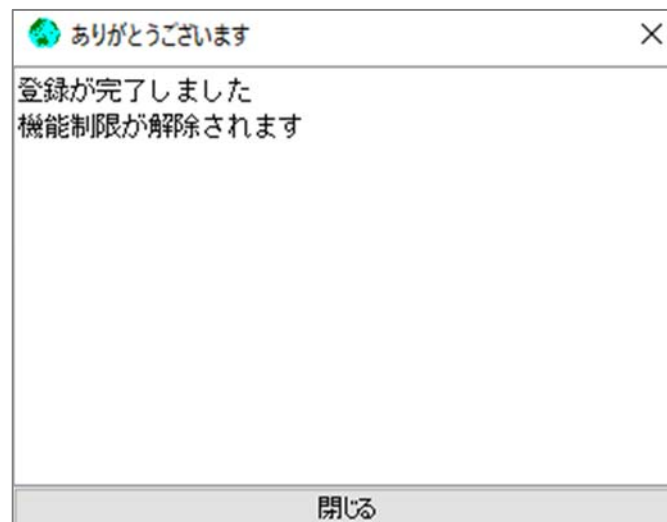 ありがとうございます
登録が完了しました
機能制限が解除されます
閉じる